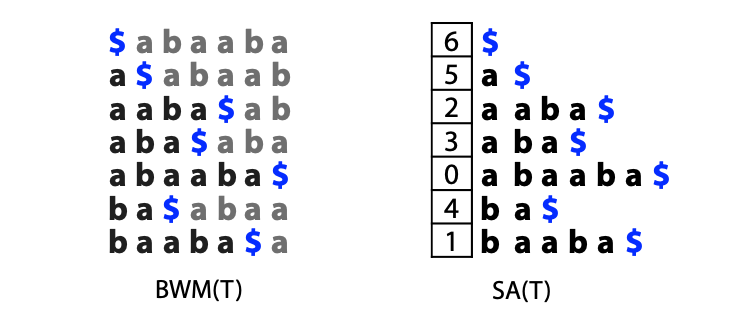 $ a b a a b a 6 $
a $ a b a a b 5 a $
a a b a $ a b 2 a a b a $
a b a $ a b a 3 a b a $
a b a a b a $ 0 a b a a b a $
b a $ a b a a 4 b a $
b a a b a $ a 1 b a a b a $
BWM(T) SA(T)